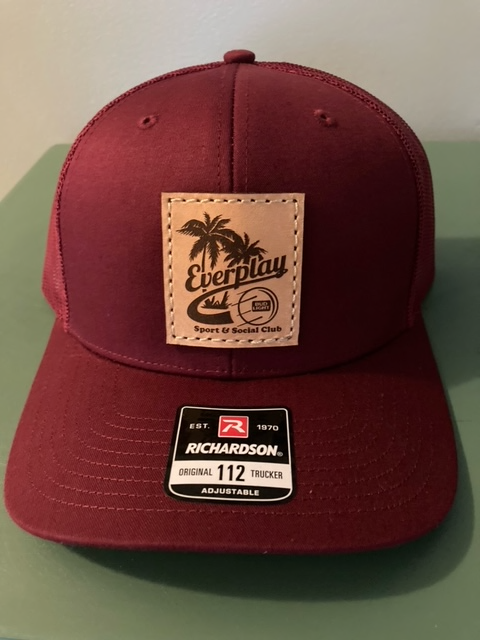 Everplay
Sport & Social Club
EST. 1970
RICHARDSON®
ORIGINAL 112 TRUCKER
ADJUSTABLE